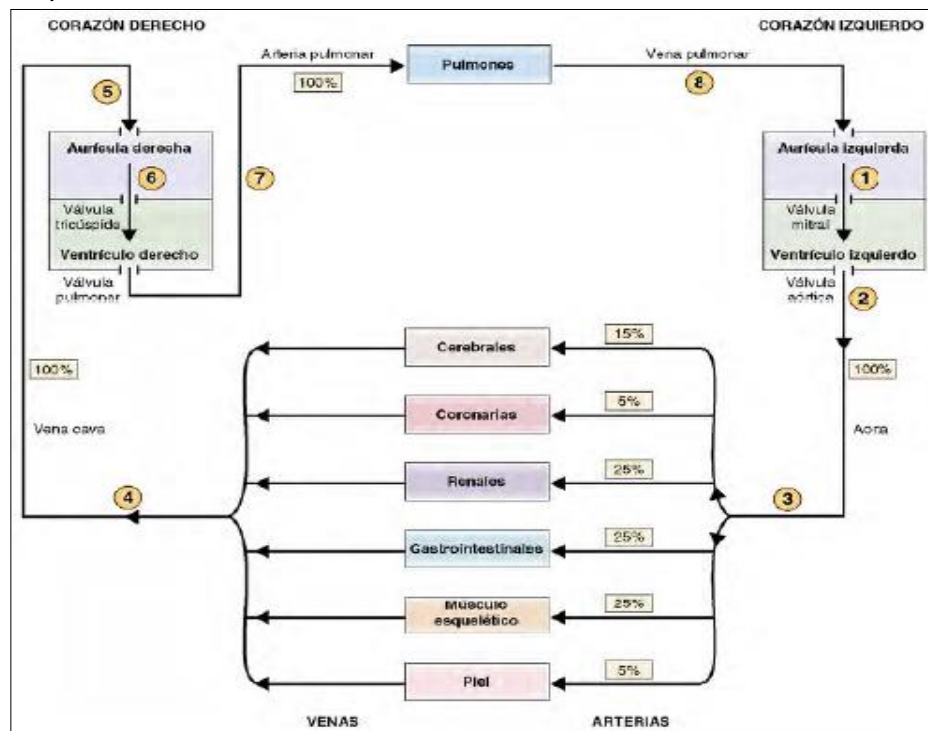 CORAZÓN DERECHO
CORAZÓN IZQUIERDO
Arteria pulmonar
100%
Pulmones
Vena pulmonar
8
5
Aurícula derecha
6
7
Válvula
tricúspida
Ventrículo derecho
Válvula
pulmonar
Aurícula izquierda
1
Válvula
mitral
Ventrículo izquierdo
Válvula
aórtica
2
100%
Vena cava
4
Cerebrales
15%
Coronarias
5%
Renales
25%
Gastrointestinales
25%
Músculo
esquelético
25%
Piel
5%
100%
Aorta
3
VENAS
ARTERIAS